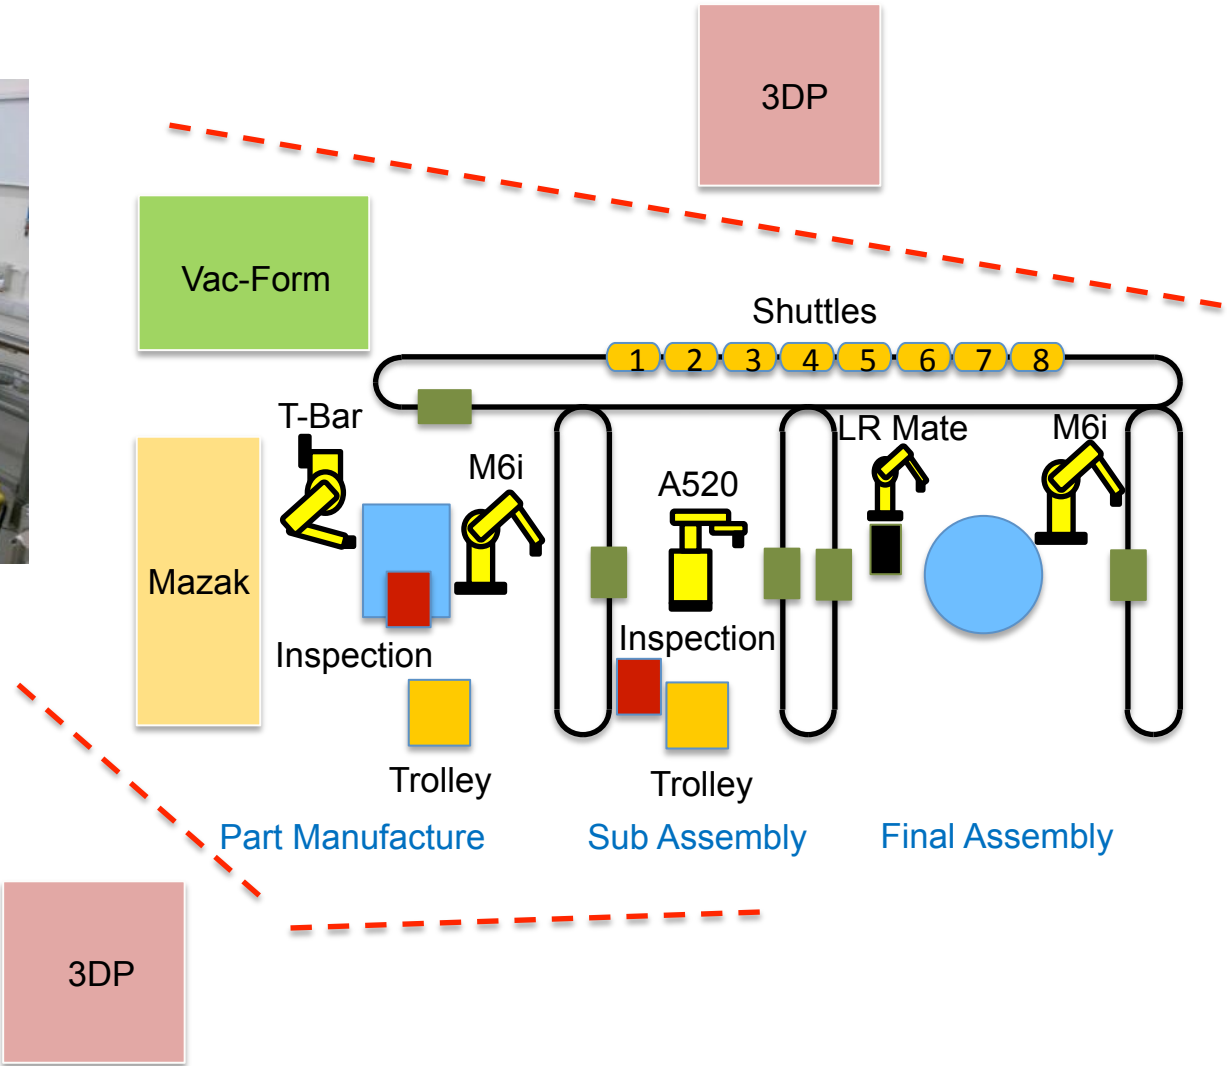 3DP
Vac-Form
Shuttles
1 2 3 4 5 6 7 8
T-Bar
M6i
A520
LR Mate
M6i
Mazak
Inspection
Inspection
Trolley
Trolley
Part Manufacture
Sub Assembly
Final Assembly
3DP